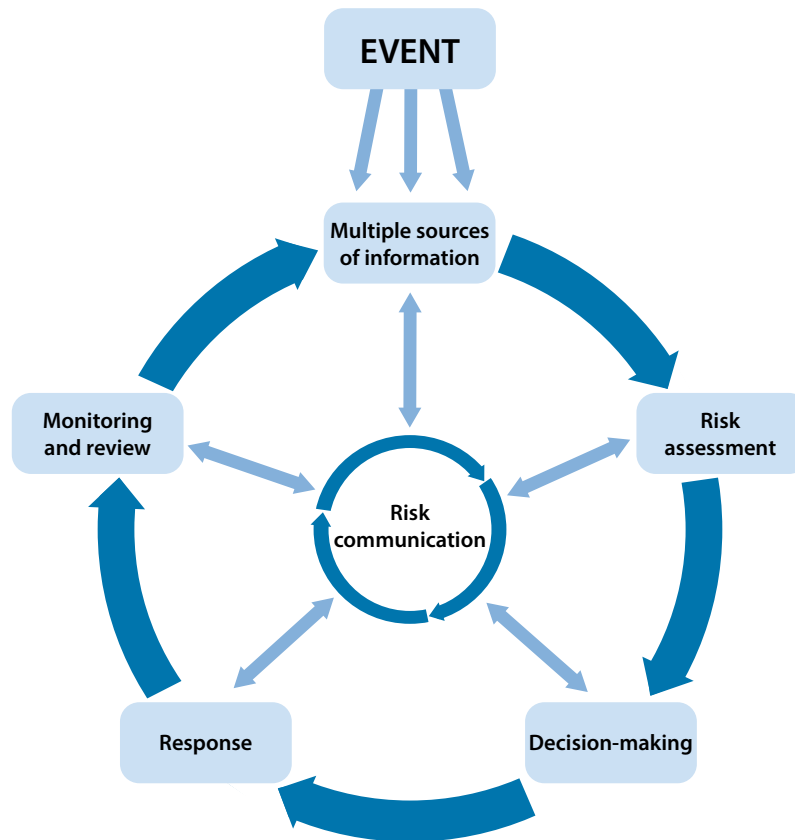 EVENT
Multiple sources
of information
Monitoring
and review
Risk
assessment
Risk
communication
Response
Decision-making